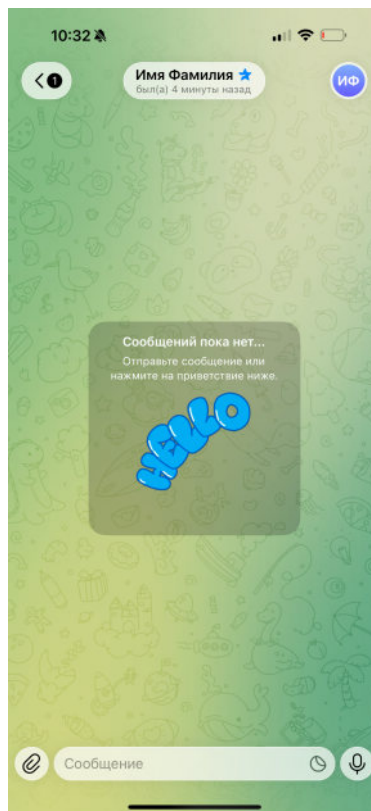 10:32
1
Имя Фамилия
был(а) 4 минуты назад
ИФ
Сообщений пока нет...
Отправьте сообщение или
нажмите на приветствие ниже.
HELLO
Сообщение